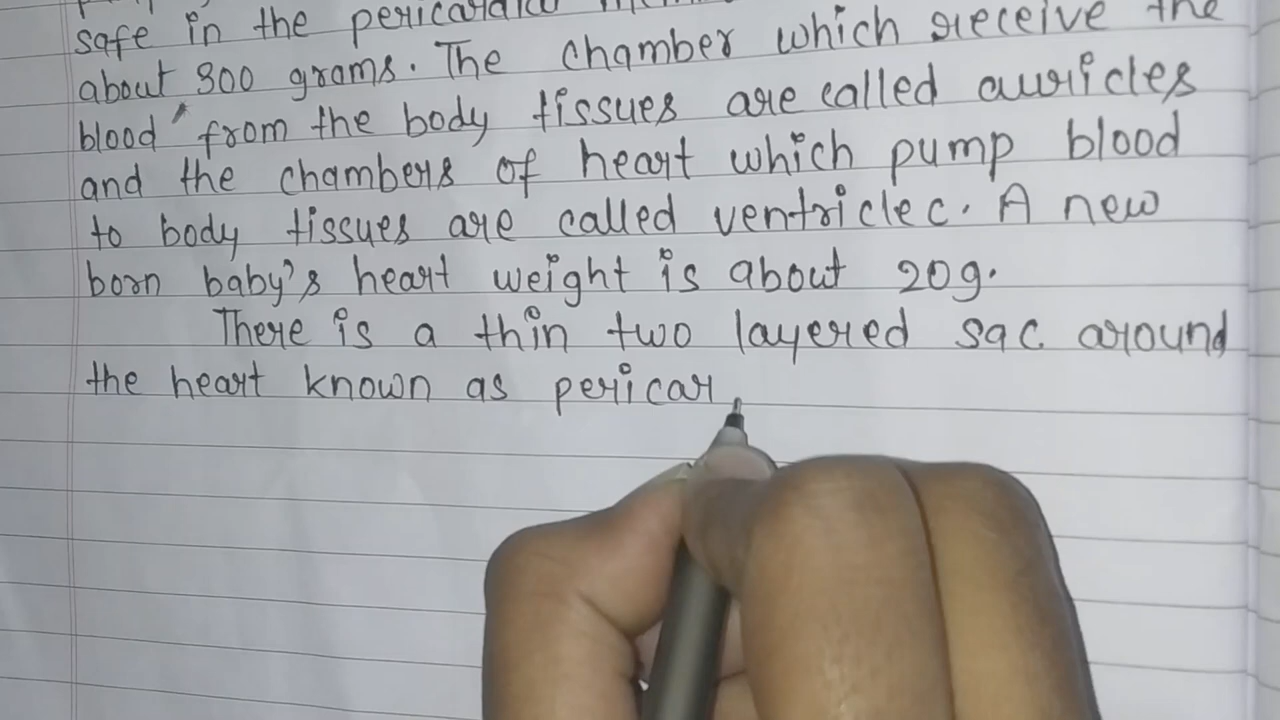 safe in the
about 300 grams. The chamber which receive the
blood from the body tissues are called auricles
and the chambers of heart which pump blood
to body tissues are called ventriclec. A new
born baby's heart weight is about 20g.
There is a thin two layered sac around
the heart known as pericar